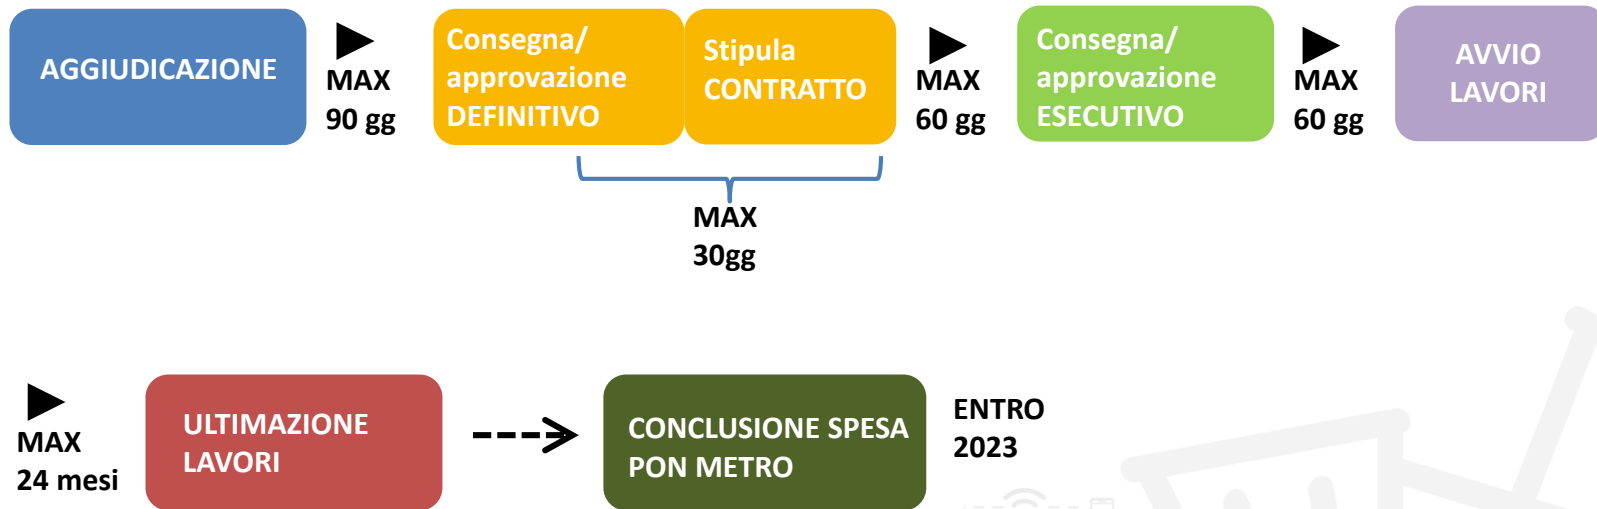 AGGIUDICAZIONE
MAX
90 gg
Consegna/
approvazione
DEFINITIVO
Stipula
CONTRATTO
MAX
60 gg
Consegna/
approvazione
ESECUTIVO
MAX
60 gg
AVVIO
LAVORI
MAX
30gg
MAX
24 mesi
ULTIMAZIONE
LAVORI
CONCLUSIONE SPESA
PON METRO
ENTRO
2023